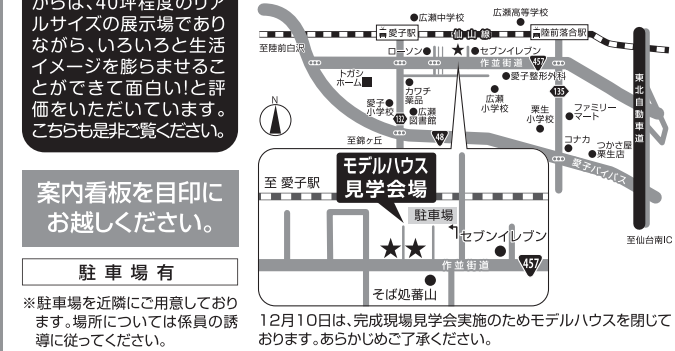 からは、40坪程度のリア
ルサイズの展示場であり
ながら、いろいろと生活
イメージを膨らませるこ
とができて面白い!と評
価をいただいています。
こちらも是非ご覧ください。
案内看板を目印に
お越しください。
駐車場有
※駐車場を近隣にご用意しており
ます。場所については係員の誘
導に従ってください。
広瀬中学校
広瀬高等学校
愛子駅
仙山線
陸前落合駅
至陸前白沢
ローソン
セブンイレブン
作並街道
457
トガシ
ホーム
カワチ
薬品
愛子整形外科
135
愛子
小学校
広瀬
図書館
広瀬
小学校
栗生
小学校
ファミリー
マート
N
132
至錦ヶ丘
48
コナカ
つかさ屋
栗生店
愛子バイパス
東北自動車道
至仙台南IC
モデルハウス
見学会場
至 愛子駅
駐車場
セブンイレブン
作並街道
457
そば処蕃山
12月10日は、完成現場見学会実施のためモデルハウスを閉じて
おります。あらかじめご了承ください。